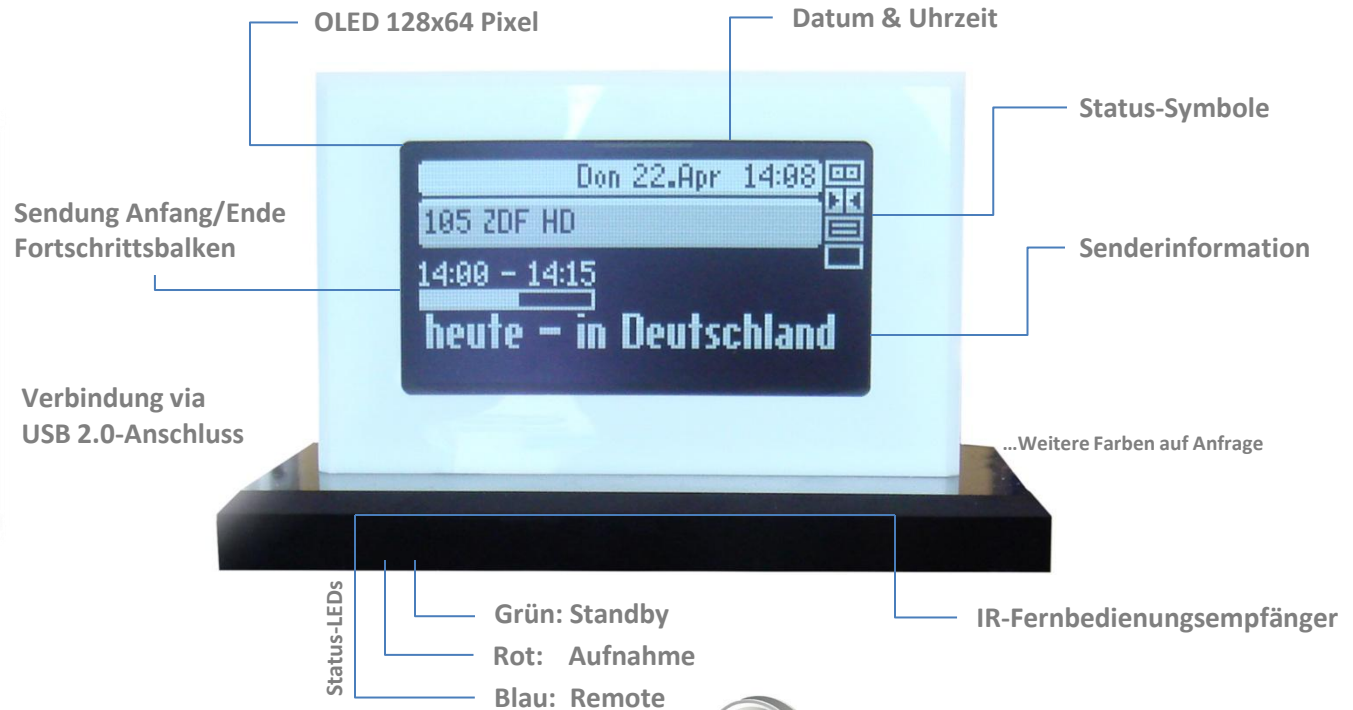 OLED 128x64 Pixel
Datum & Uhrzeit
Status-Symbole
Don 22.Apr 14:08
105 ZDF HD
Sendung Anfang/Ende
Fortschrittsbalken
14:00 - 14:15
Senderinformation
heute - in Deutschland
Verbindung via
USB 2.0-Anschluss
...Weitere Farben auf Anfrage
Status-LEDs
Grün: Standby
Rot: Aufnahme
Blau: Remote
IR-Fernbedienungsempfänger